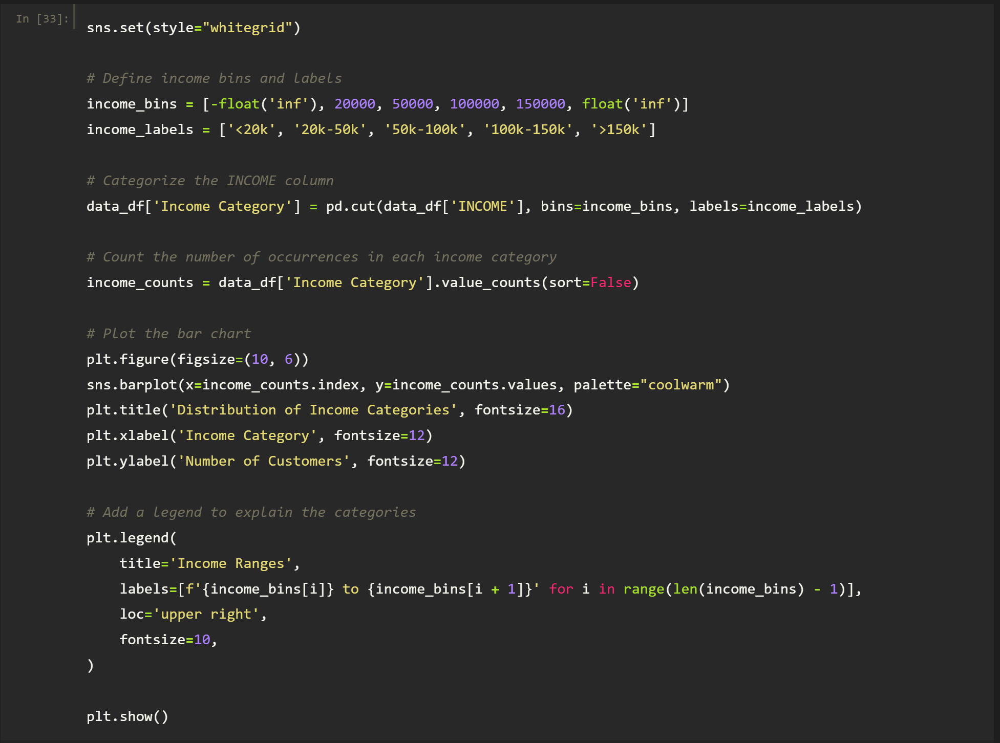 In [33]:
sns.set(style="whitegrid")
# Define income bins and labels
income_bins = [-float('inf'), 20000, 50000, 100000, 150000, float('inf')]
income_labels = ['<20k', '20k-50k', '50k-100k', '100k-150k', '>150k']
# Categorize the INCOME column
data_df['Income Category'] = pd.cut(data_df['INCOME'], bins=income_bins, labels=income_labels)
# Count the number of occurrences in each income category
income_counts = data_df['Income Category'].value_counts(sort=False)
# Plot the bar chart
plt.figure(figsize=(10, 6))
sns.barplot(x=income_counts.index, y=income_counts.values, palette="coolwarm")
plt.title('Distribution of Income Categories', fontsize=16)
plt.xlabel('Income Category', fontsize=12)
plt.ylabel('Number of Customers', fontsize=12)
# Add a legend to explain the categories
plt.legend(
    title='Income Ranges',
    labels=[f'{income_bins[i]} to {income_bins[i + 1]}' for i in range(len(income_bins) - 1)],
    loc='upper right',
    fontsize=10,
)
plt.show()